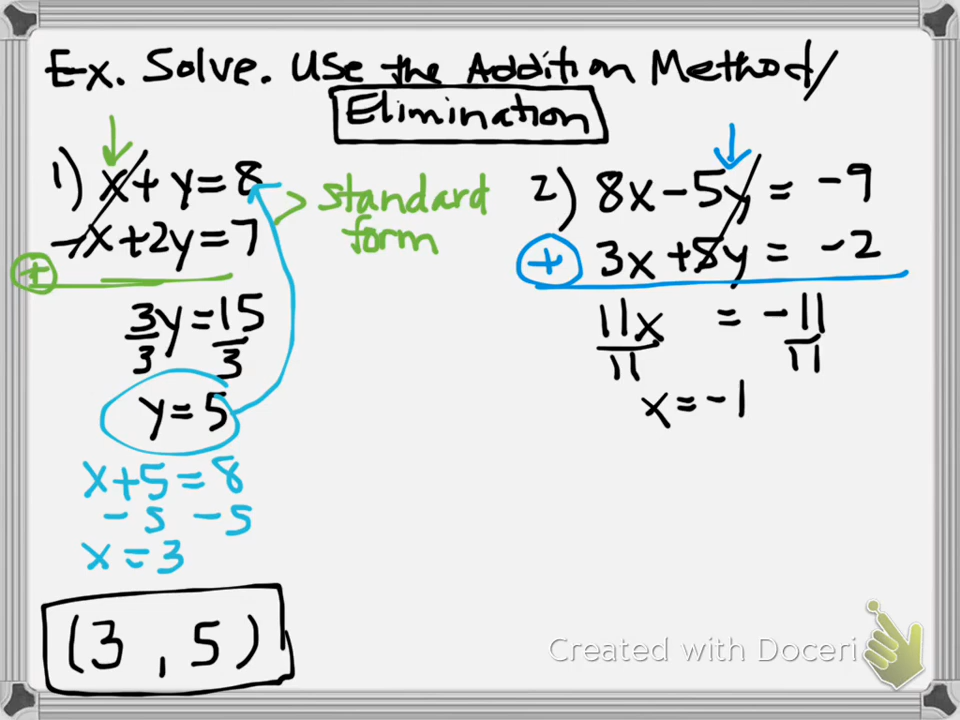 Ex. Solve. Use the Addition Method/
Elimination
1) x + y = 8
-x + 2y = 7
+
standard
form
3y = 15
3 3
y = 5
x + 5 = 8
- 5 - 5
x = 3
(3, 5)
2) 8x - 5y = -9
+ 3x + 5y = -2
11x = -11
11 11
x = -1
Created with Doceri